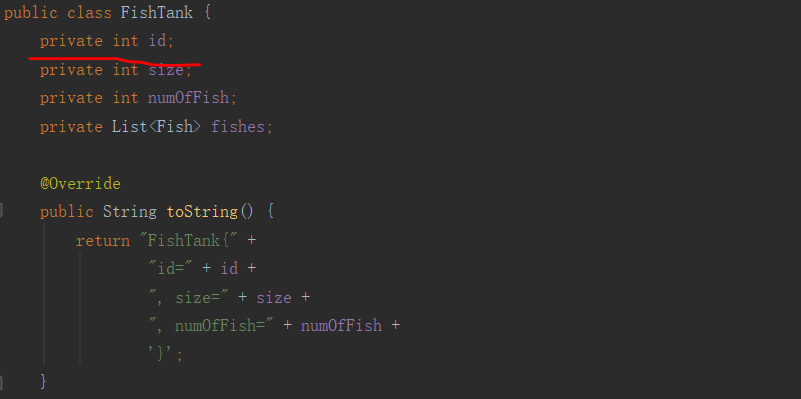 public class FishTank {
private int id;
private int size;
private int numOfFish;
private List<Fish> fishes;
@Override
public String toString() {
return "FishTank{" +
"id=" + id +
", size=" + size +
", numOfFish=" + numOfFish +
'}';
}